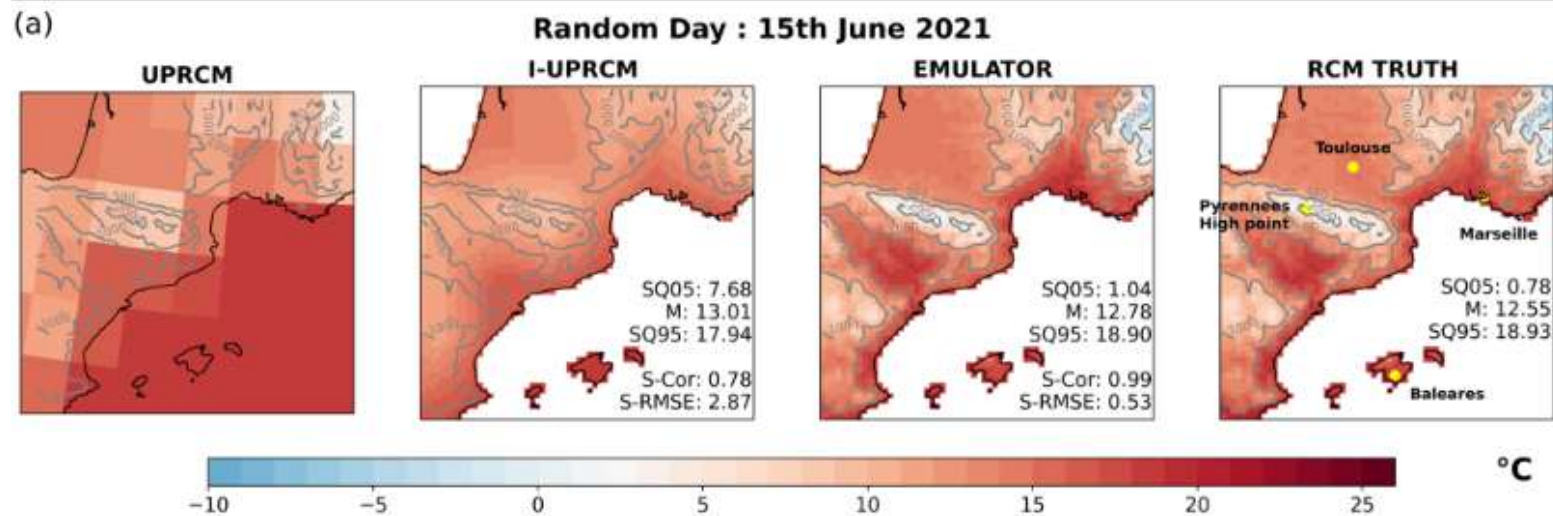 (a)
Random Day : 15th June 2021
UPRCM
I-UPRCM
EMULATOR
RCM TRUTH
SQ05: 7.68
M: 13.01
SQ95: 17.94
S-Cor: 0.78
S-RMSE: 2.87
SQ05: 1.04
M: 12.78
SQ95: 18.90
S-Cor: 0.99
S-RMSE: 0.53
Toulouse
Pyrennees
High point
Marseille
SQ05: 0.78
M: 12.55
SQ95: 18.93
Baleares
−10 −5 0 5 10 15 20 25
°C